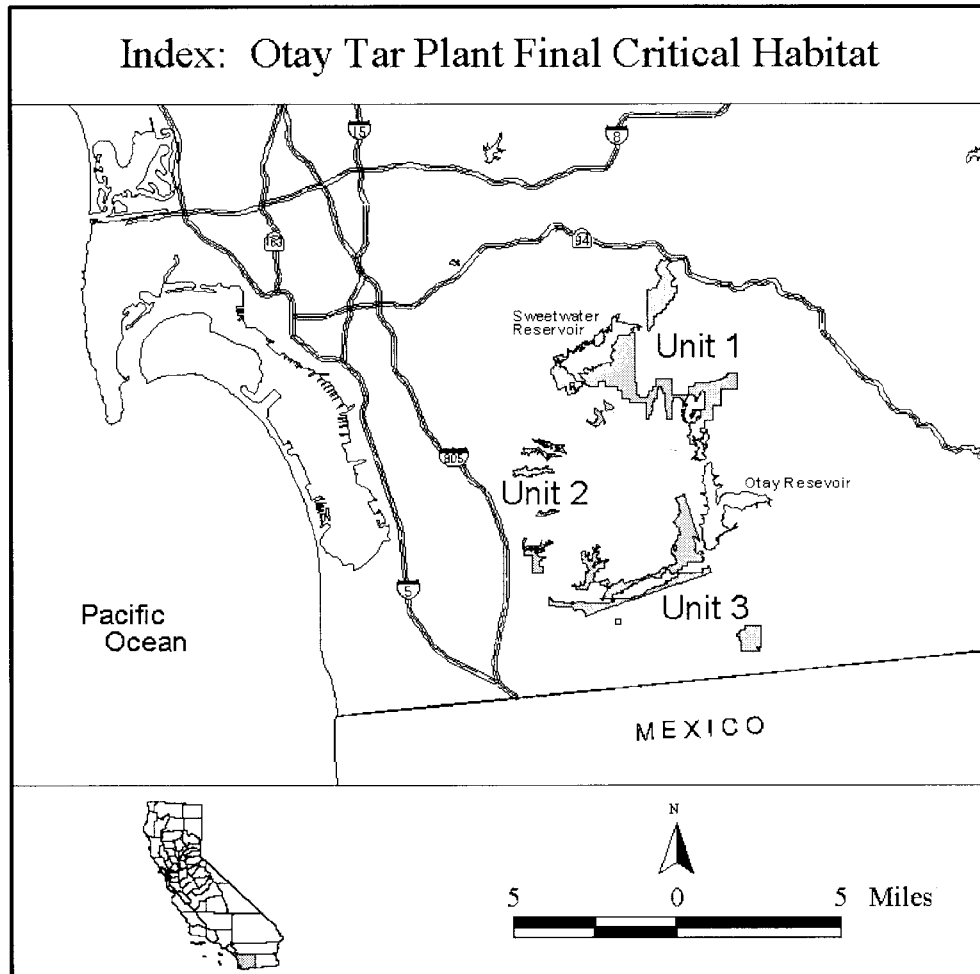 Index: Otay Tar Plant Final Critical Habitat
15
8
163
94
Sweetwater
Reservoir
Unit 1
805
Unit 2
Otay Resevoir
5
Unit 3
Pacific
Ocean
MEXICO
N
5 0 5 Miles